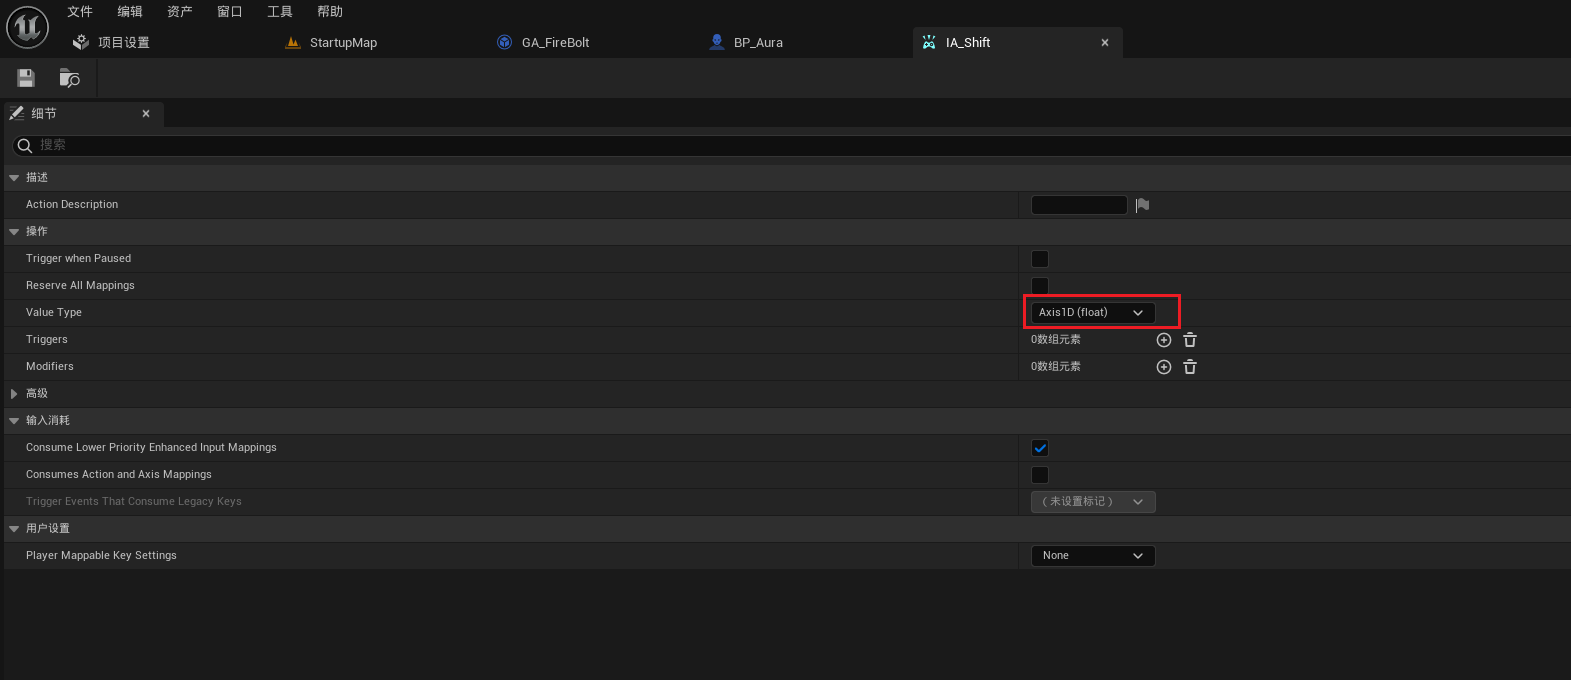 文件 编辑 资产 窗口 工具 帮助
项目设置 StartupMap GA_FireBolt BP_Aura IA_Shift
细节
搜索
描述
Action Description
操作
Trigger when Paused
Reserve All Mappings
Value Type Axis1D (float)
Triggers 0数组元素
Modifiers 0数组元素
高级
输入消耗
Consume Lower Priority Enhanced Input Mappings
Consumes Action and Axis Mappings
Trigger Events That Consume Legacy Keys （未设置标记）
用户设置
Player Mappable Key Settings None